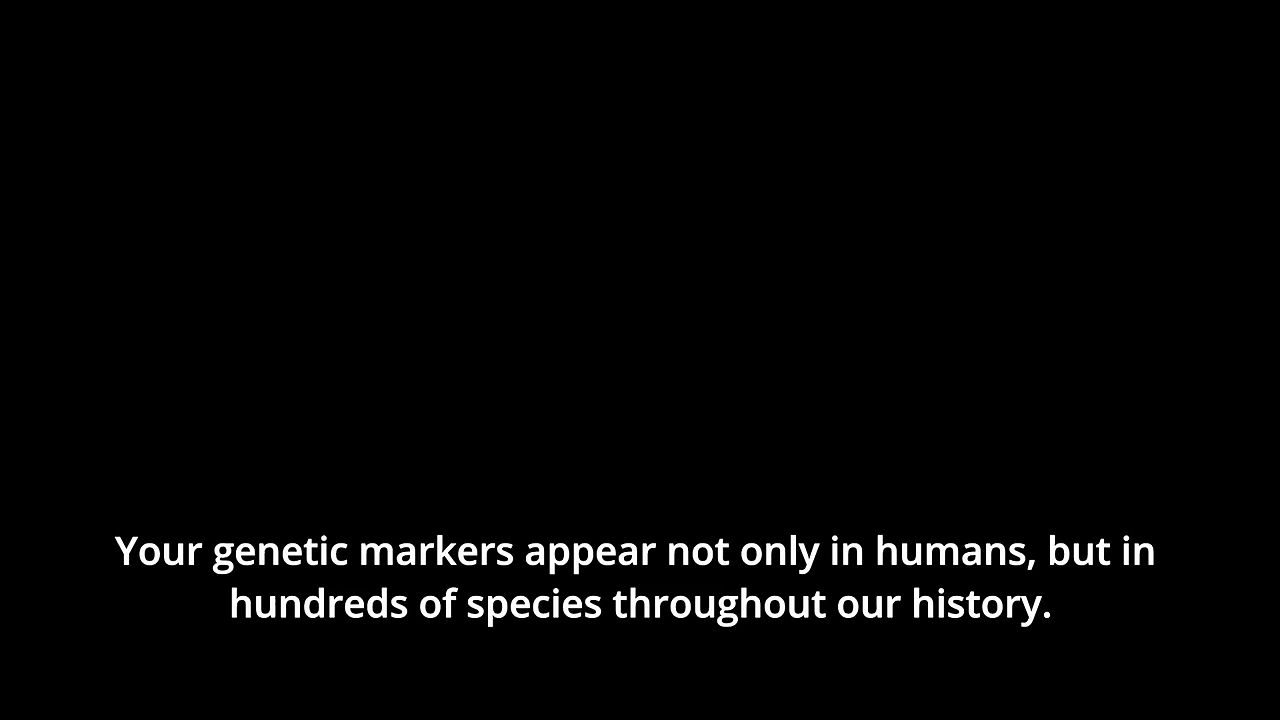 Your genetic markers appear not only in humans, but in
hundreds of species throughout our history.